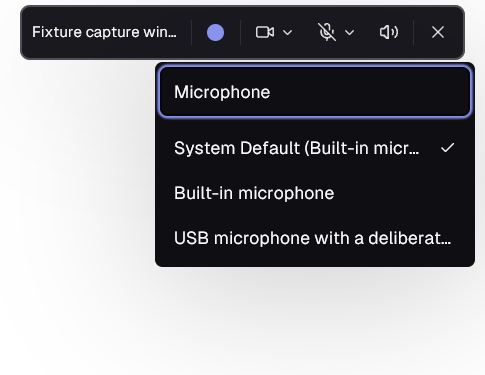 Fixture capture win...
Microphone
System Default (Built-in micr...
Built-in microphone
USB microphone with a deliberat...